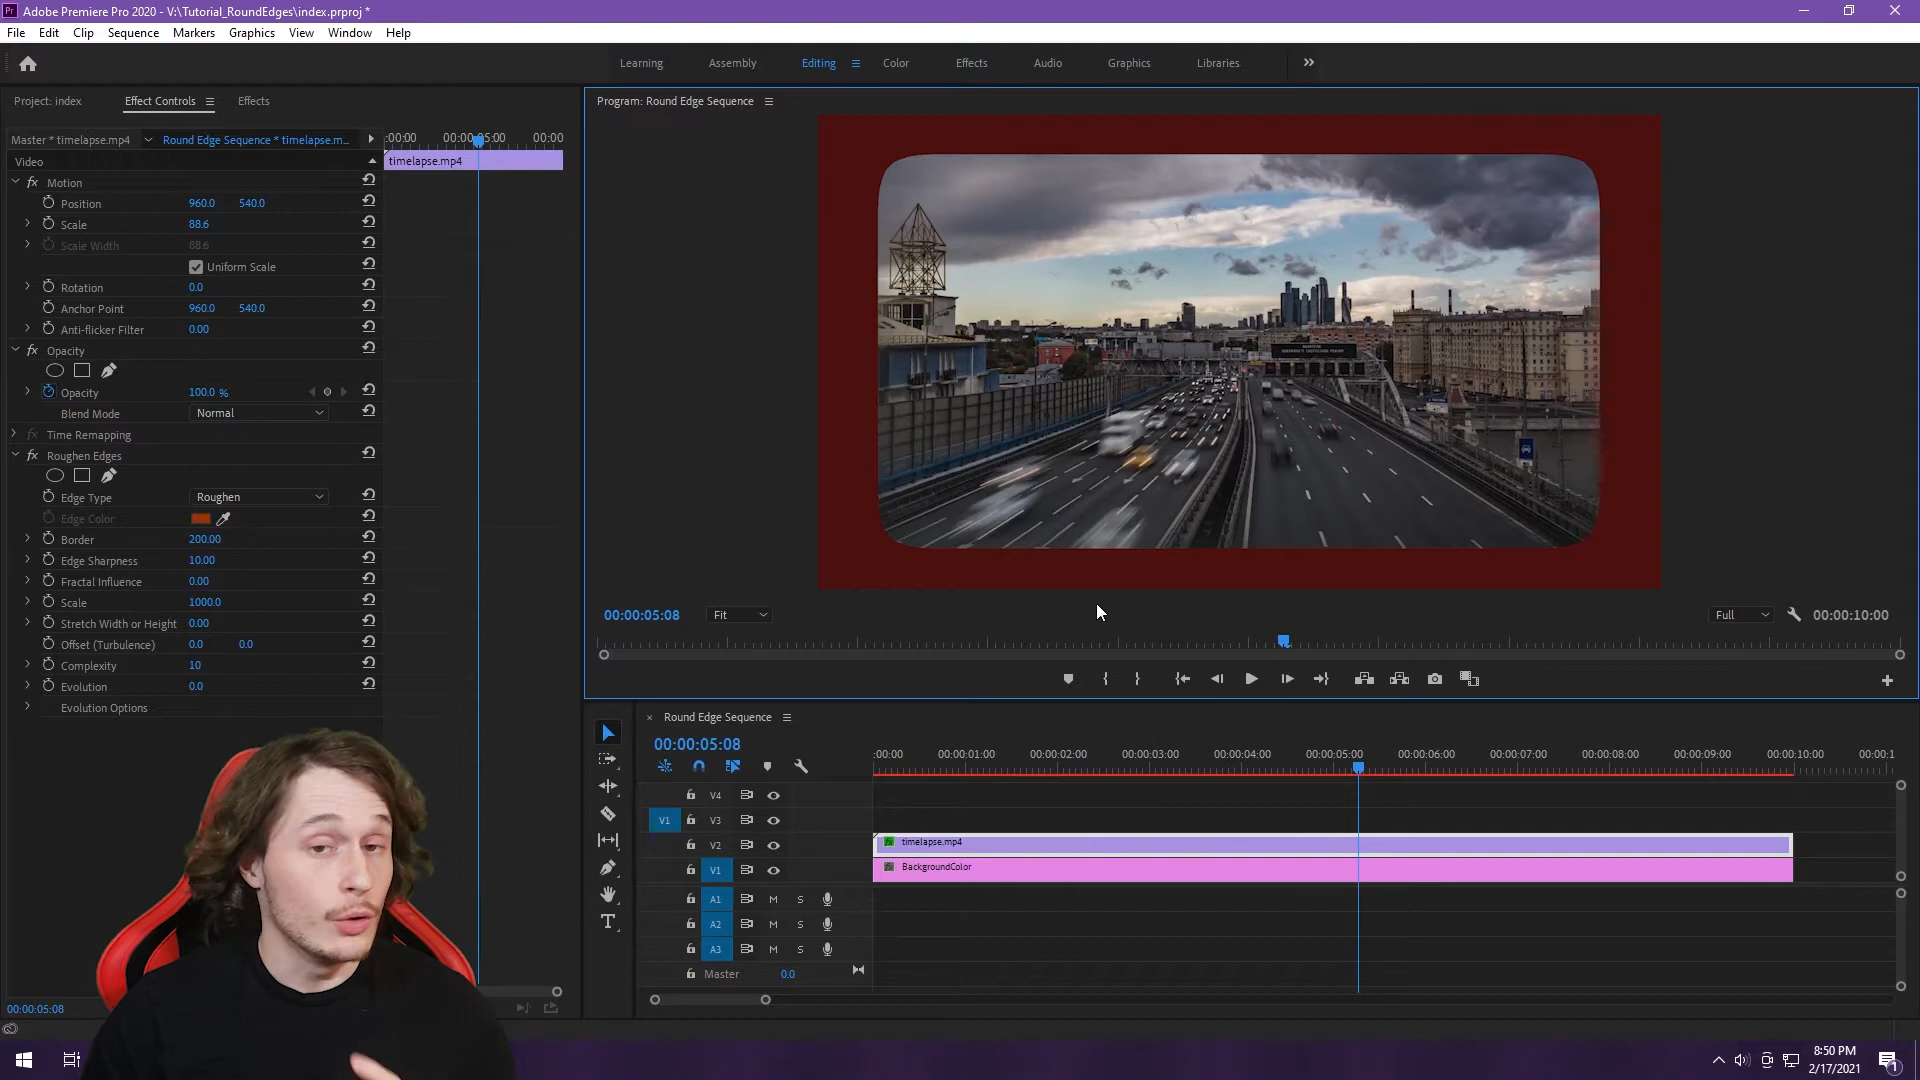 Pr Adobe Premiere Pro 2020 - V:\Tutorial_RoundEdges\index.prproj *
File Edit Clip Sequence Markers Graphics View Window Help
Learning Assembly Editing Color Effects Audio Graphics Libraries
Project: index Effect Controls Effects
Master * timelapse.mp4 Round Edge Sequence * timelapse.m...
:00:00 00:00:05:00 00:00
Video
timelapse.mp4
fx Motion
Position 960.0 540.0
Scale 88.6
Scale Width 88.6
Uniform Scale
Rotation 0.0
Anchor Point 960.0 540.0
Anti-flicker Filter 0.00
fx Opacity
Opacity 100.0 %
Blend Mode Normal
fx Time Remapping
fx Roughen Edges
Edge Type Roughen
Edge Color
Border 200.00
Edge Sharpness 10.00
Fractal Influence 0.00
Scale 1000.0
Stretch Width or Height 0.00
Offset (Turbulence) 0.0 0.0
Complexity 10
Evolution 0.0
Evolution Options
00:00:05:08
Program: Round Edge Sequence
00:00:05:08 Fit Full 00:00:10:00
Round Edge Sequence
00:00:05:08
:00:00 00:00:01:00 00:00:02:00 00:00:03:00 00:00:04:00 00:00:05:00 00:00:06:00 00:00:07:00 00:00:08:00 00:00:09:00 00:00:10:00 00:00:1
V4
V1 V3
V2 fx timelapse.mp4
V1 fx BackgroundColor
A1 M S
A2 M S
A3 M S
Master 0.0
8:50 PM
2/17/2021
1